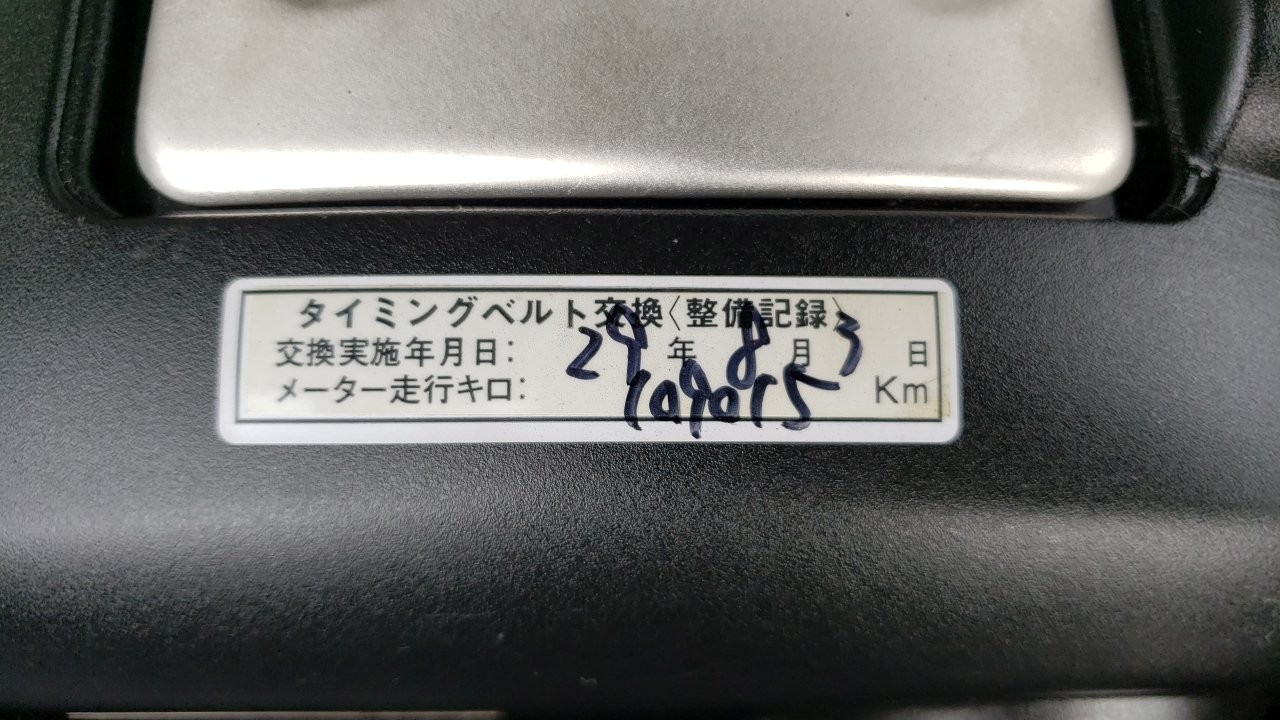 タイミングベルト交換〈整備記録〉
交換実施年月日： 29 年 8 月 3 日
メーター走行キロ： 109015 Km